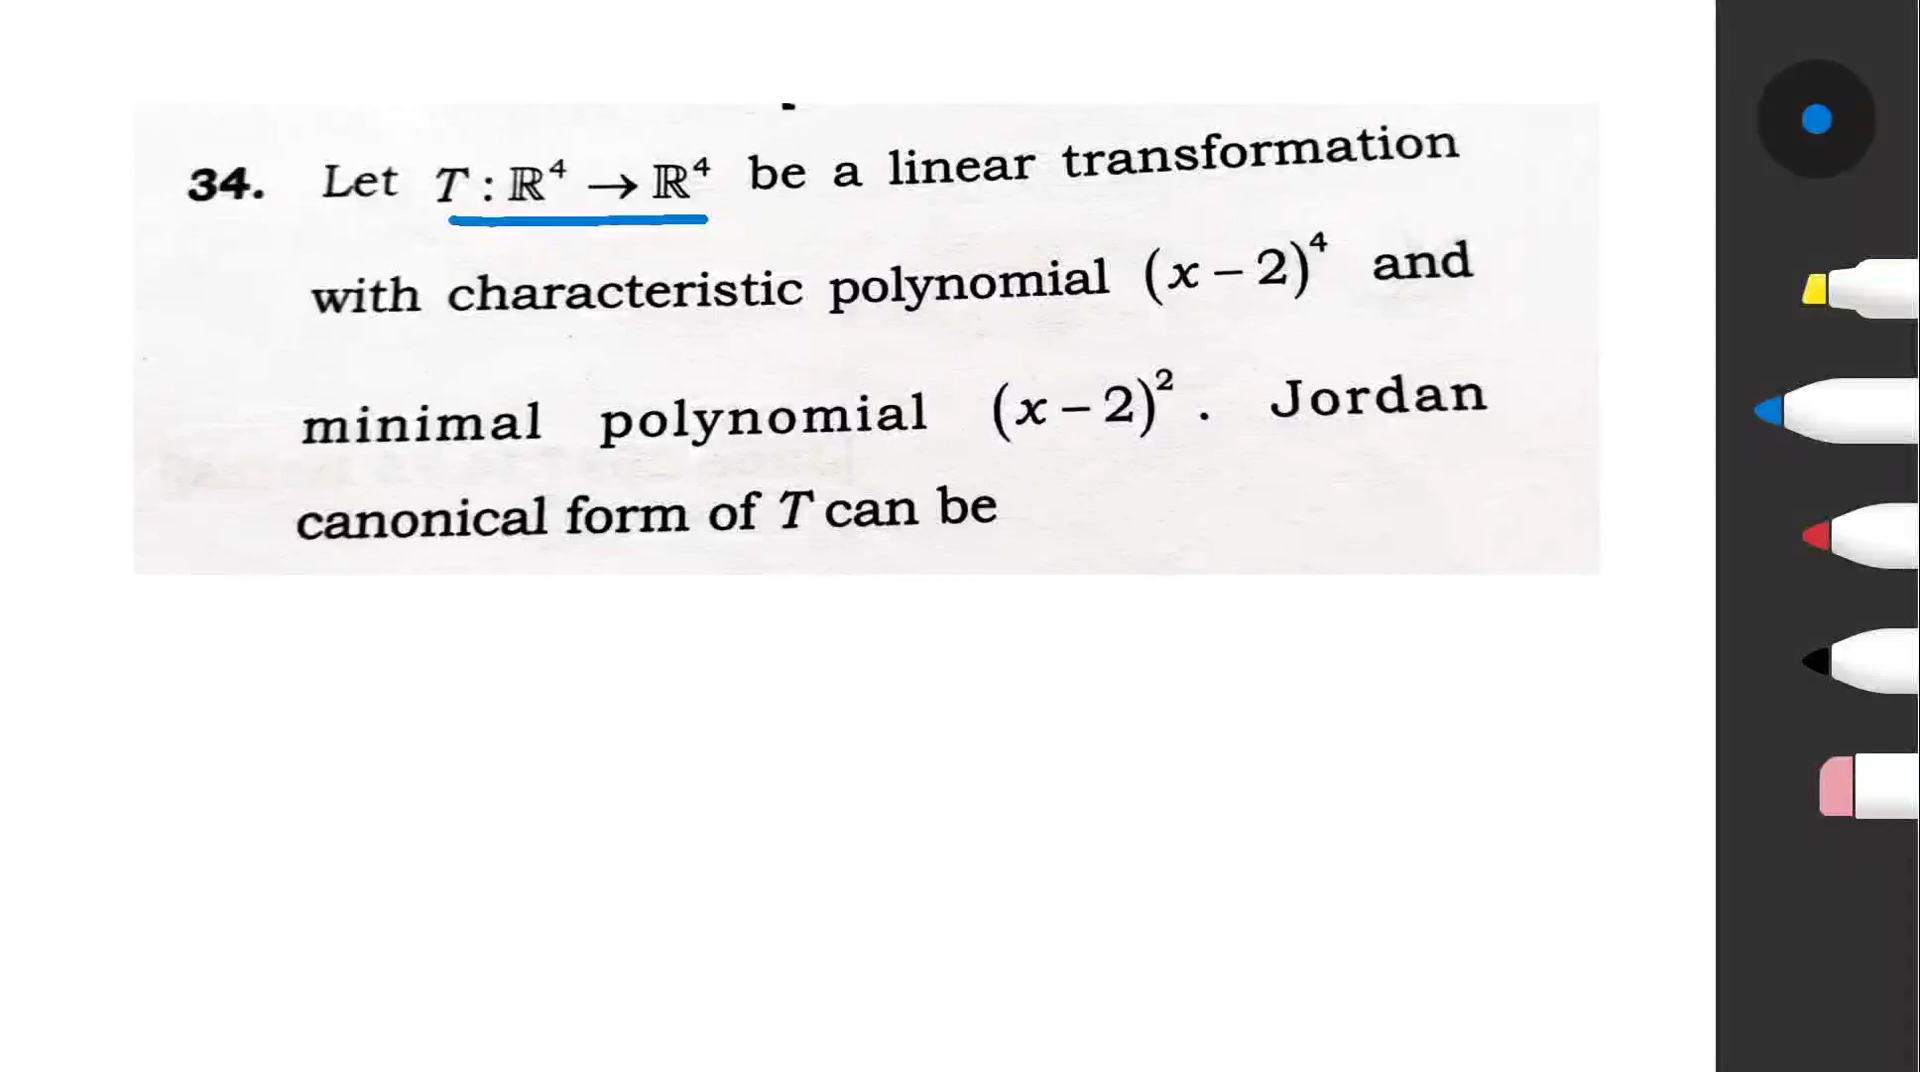 34. Let T : ℝ⁴ → ℝ⁴ be a linear transformation
with characteristic polynomial (x – 2)⁴ and
minimal polynomial (x – 2)². Jordan
canonical form of T can be